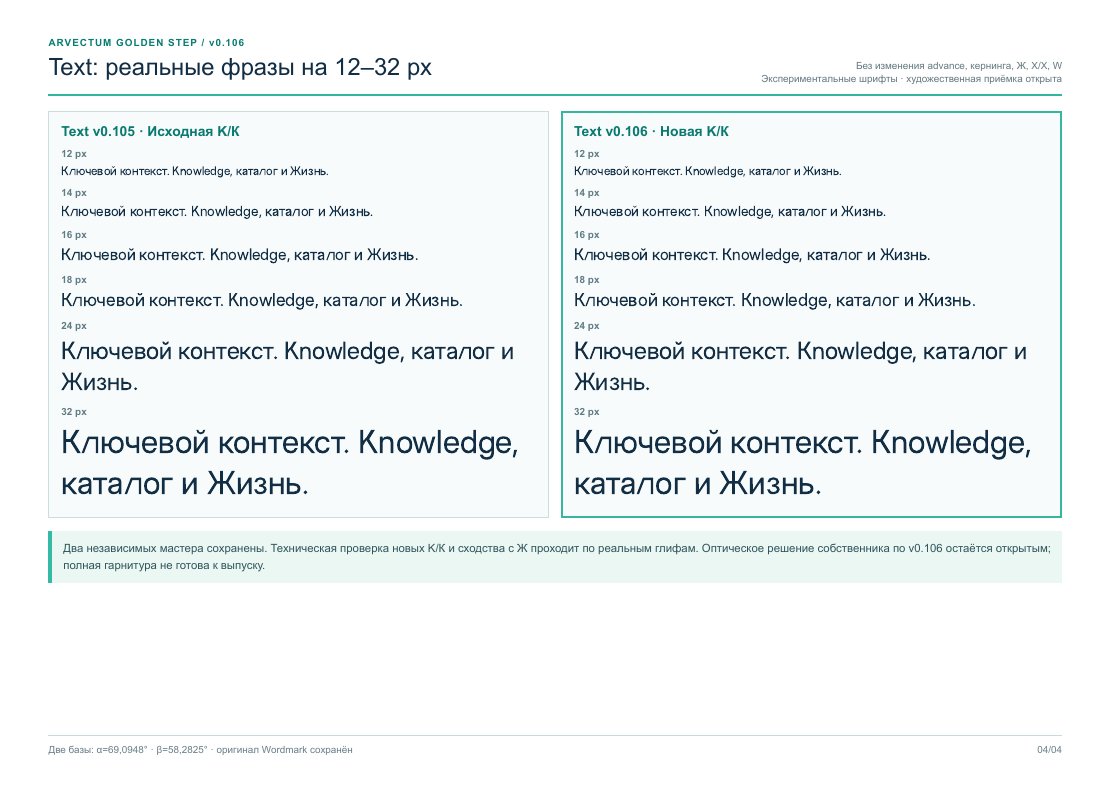 ARVECTUM GOLDEN STEP / v0.106
Text: реальные фразы на 12–32 px
Без изменения advance, кернинга, Ж, X/Х, W
Экспериментальные шрифты · художественная приёмка открыта
Text v0.105 · Исходная K/К
12 px
Ключевой контекст. Knowledge, каталог и Жизнь.
14 px
Ключевой контекст. Knowledge, каталог и Жизнь.
16 px
Ключевой контекст. Knowledge, каталог и Жизнь.
18 px
Ключевой контекст. Knowledge, каталог и Жизнь.
24 px
Ключевой контекст. Knowledge, каталог и
Жизнь.
32 px
Ключевой контекст. Knowledge,
каталог и Жизнь.
Text v0.106 · Новая K/К
12 px
Ключевой контекст. Knowledge, каталог и Жизнь.
14 px
Ключевой контекст. Knowledge, каталог и Жизнь.
16 px
Ключевой контекст. Knowledge, каталог и Жизнь.
18 px
Ключевой контекст. Knowledge, каталог и Жизнь.
24 px
Ключевой контекст. Knowledge, каталог и
Жизнь.
32 px
Ключевой контекст. Knowledge,
каталог и Жизнь.
Два независимых мастера сохранены. Техническая проверка новых K/К и сходства с Ж проходит по реальным глифам. Оптическое решение собственника по v0.106 остаётся открытым;
полная гарнитура не готова к выпуску.
Две базы: α=69,0948° · β=58,2825° · оригинал Wordmark сохранён
04/04